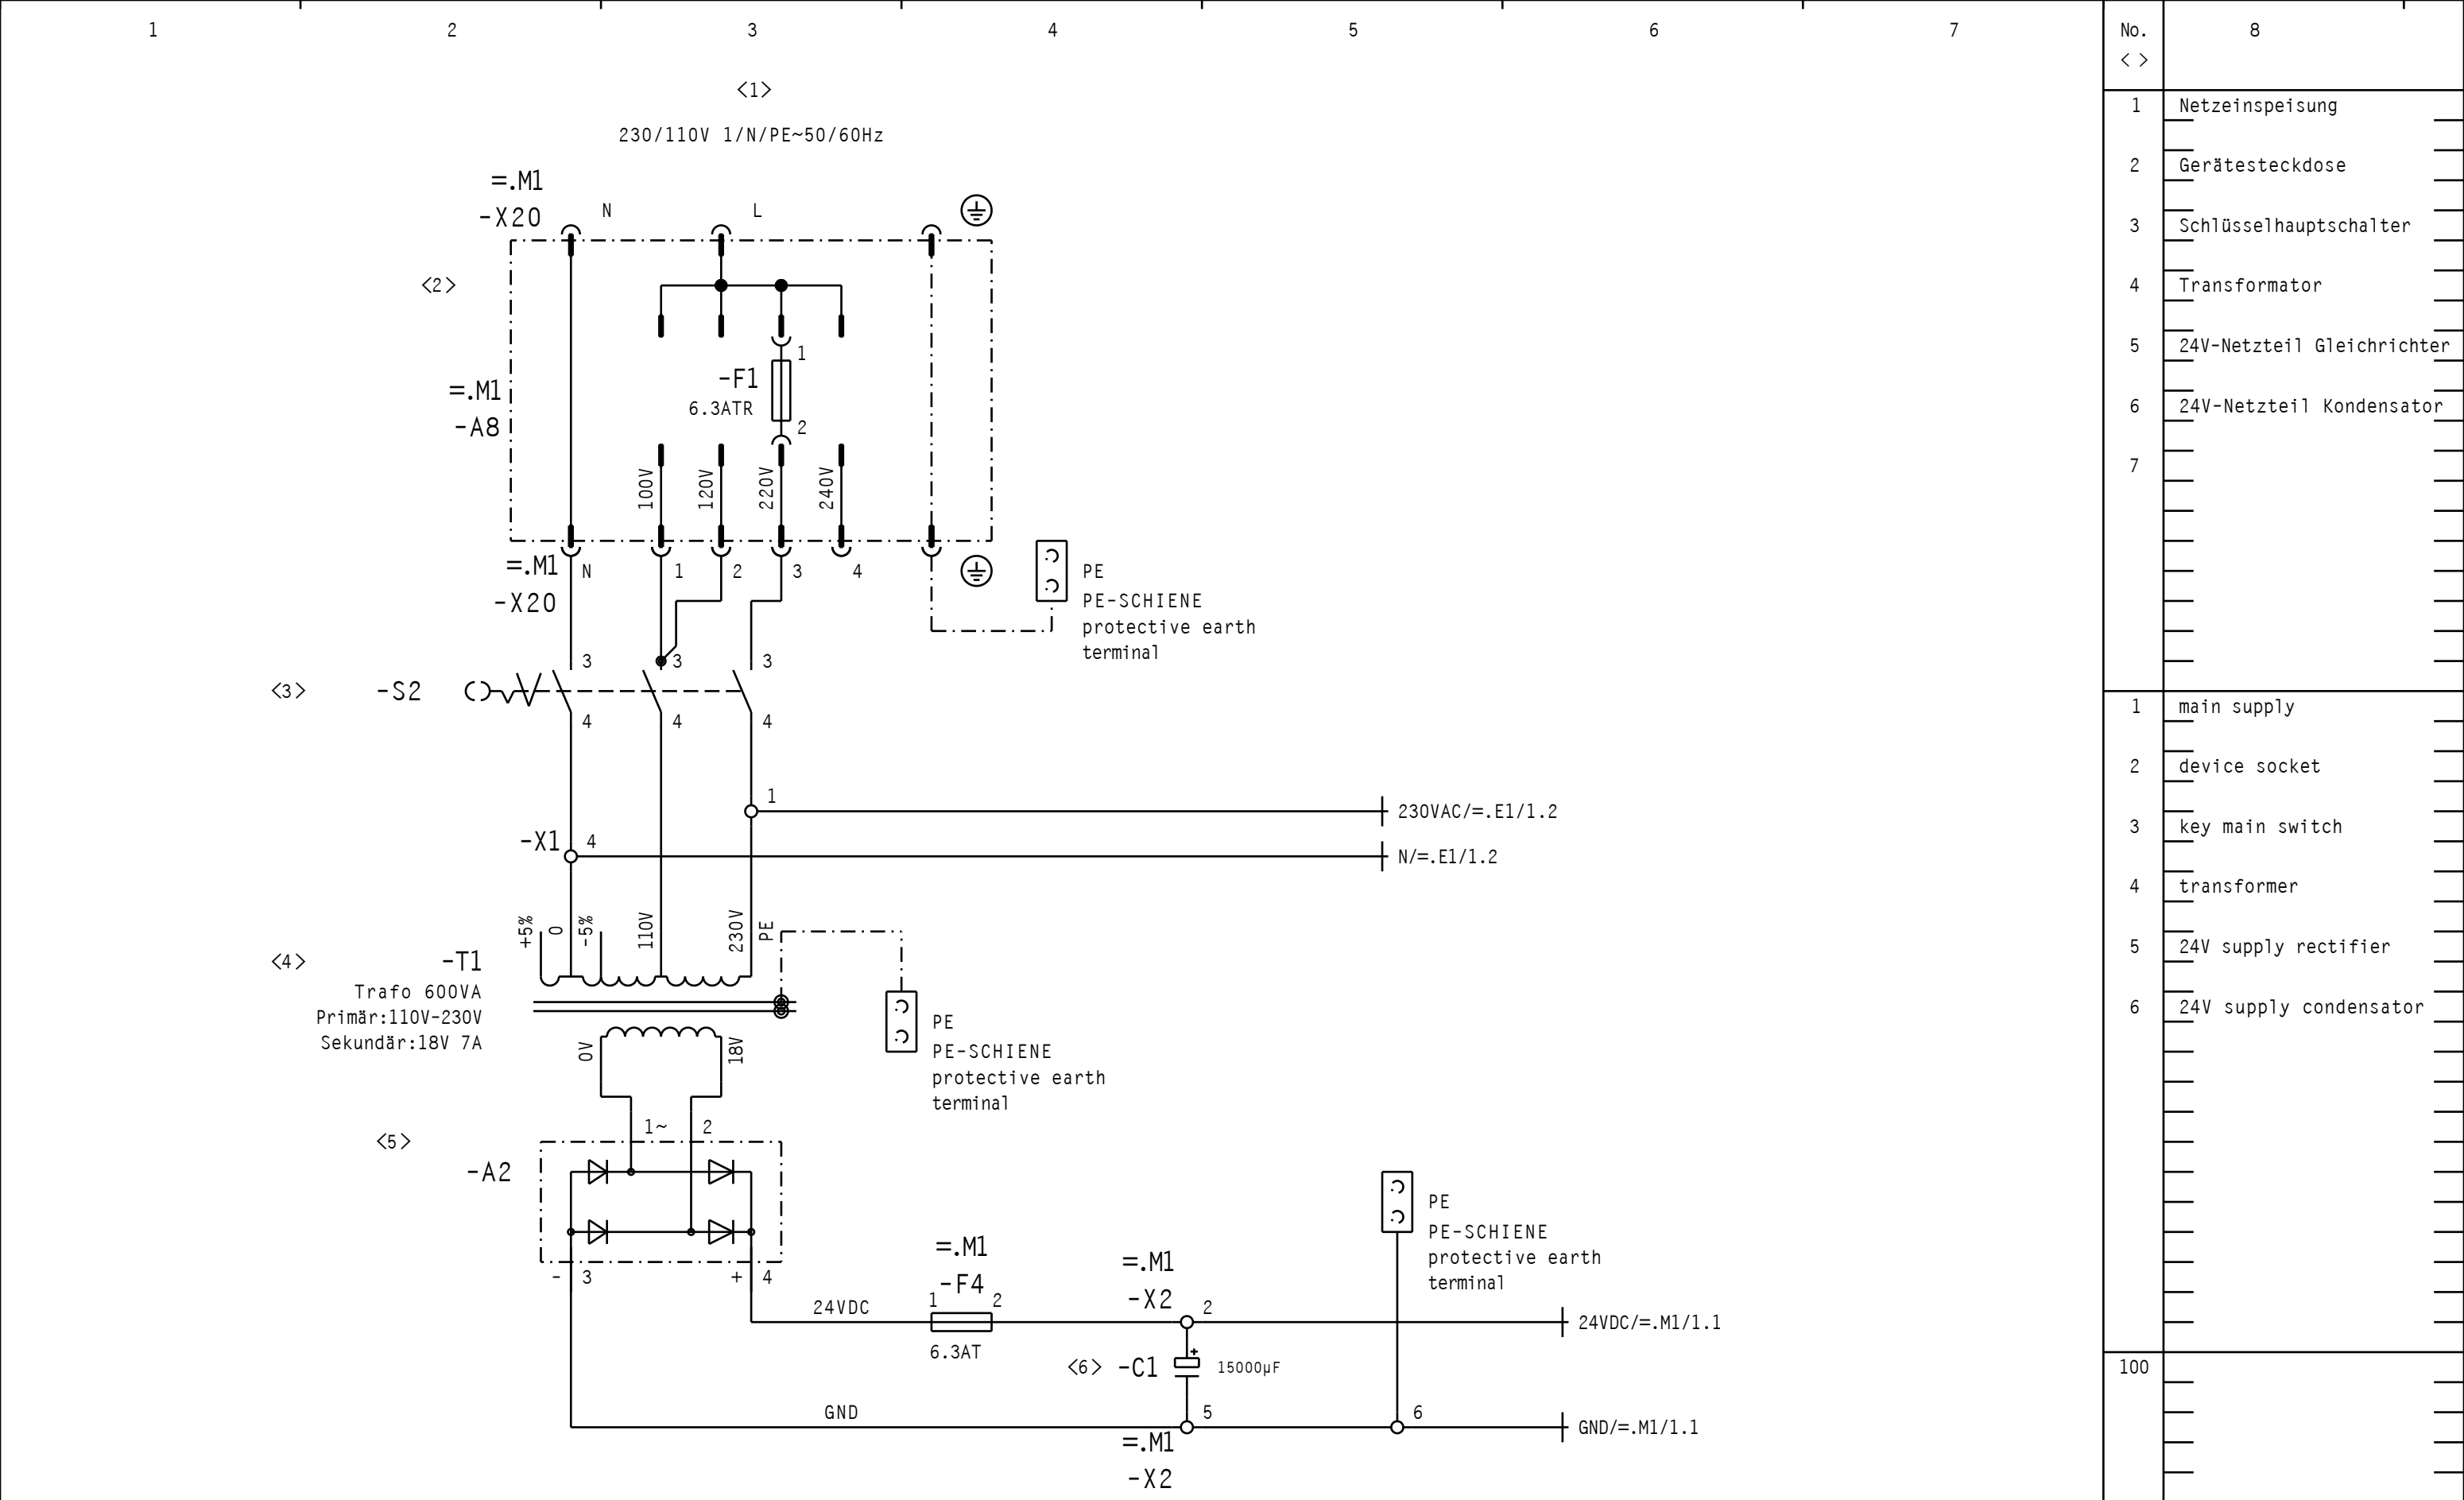 1 2 3 4 5 6 7 No. 8
< >
<1>
230/110V 1/N/PE~50/60Hz
=.M1
-X20
N
L
<2>
1
-F1
6.3ATR
2
=.M1
-A8
100V
120V
220V
240V
=.M1
-X20
N
1
2
3
4
PE
PE-SCHIENE
protective earth
terminal
3
3
3
<3>
-S2
4
4
4
1
230VAC/=.E1/1.2
-X1
4
N/=.E1/1.2
+5%
0
-5%
110V
230V
PE
<4>
-T1
Trafo 600VA
Primär:110V-230V
Sekundär:18V 7A
PE
PE-SCHIENE
protective earth
terminal
0V
18V
1~
2
<5>
-A2
- 3
+ 4
PE
PE-SCHIENE
protective earth
terminal
24VDC
=.M1
-F4
1
2
6.3AT
=.M1
-X2
2
24VDC/=.M1/1.1
<6>
-C1
+
15000µF
GND
5
6
GND/=.M1/1.1
=.M1
-X2
1 Netzeinspeisung
2 Gerätesteckdose
3 Schlüsselhauptschalter
4 Transformator
5 24V-Netzteil Gleichrichter
6 24V-Netzteil Kondensator
7
1 main supply
2 device socket
3 key main switch
4 transformer
5 24V supply rectifier
6 24V supply condensator
100